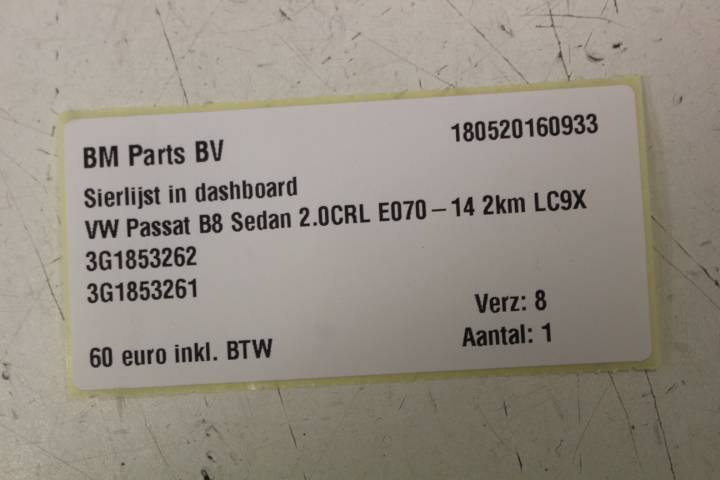 BM Parts BV 180520160933
Sierlijst in dashboard
VW Passat B8 Sedan 2.0CRL E070-14 2km LC9X
3G1853262
3G1853261
Verz: 8
60 euro inkl. BTW Aantal: 1